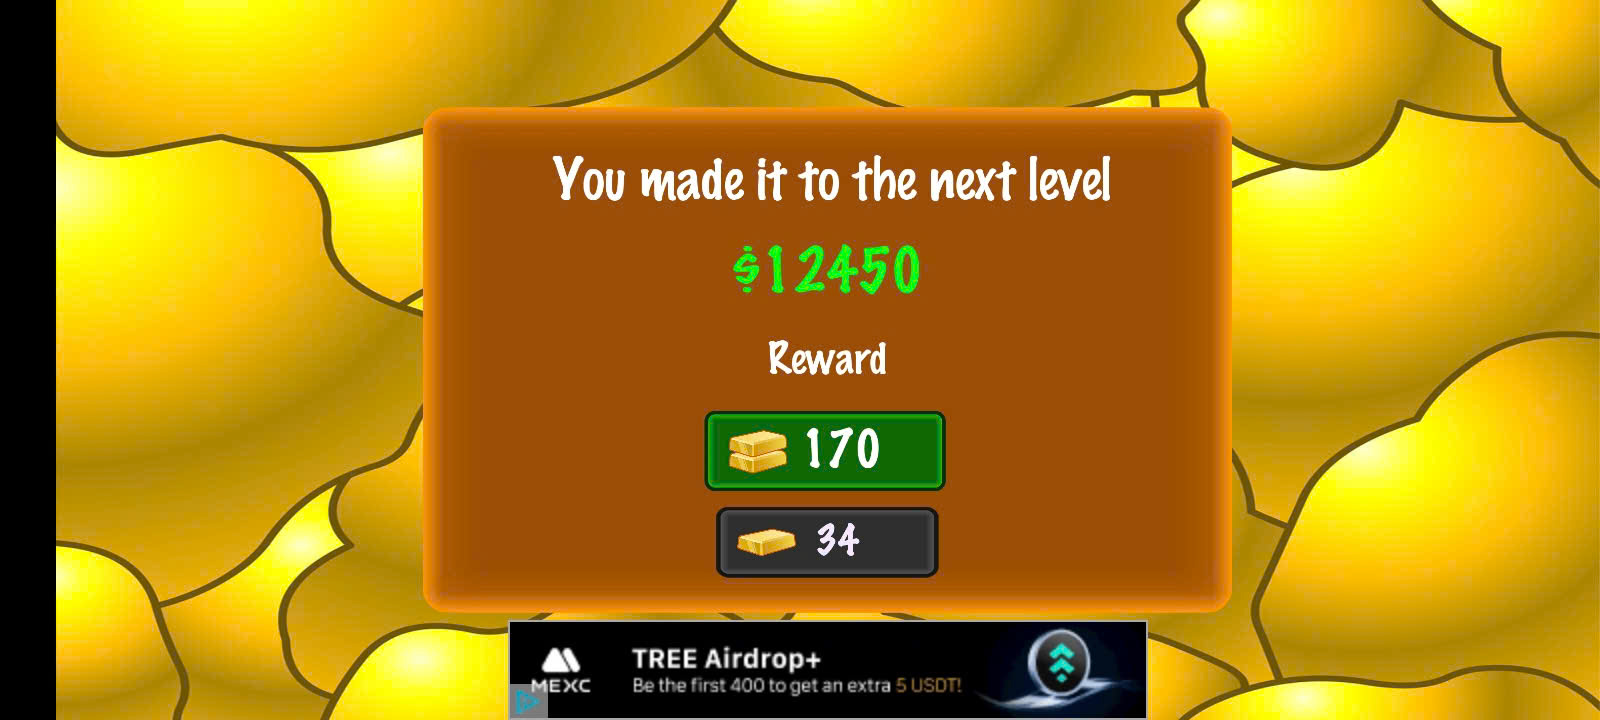 You made it to the next level
$12450
Reward
170
34
MEXC
TREE Airdrop+
Be the first 400 to get an extra 5 USDT!